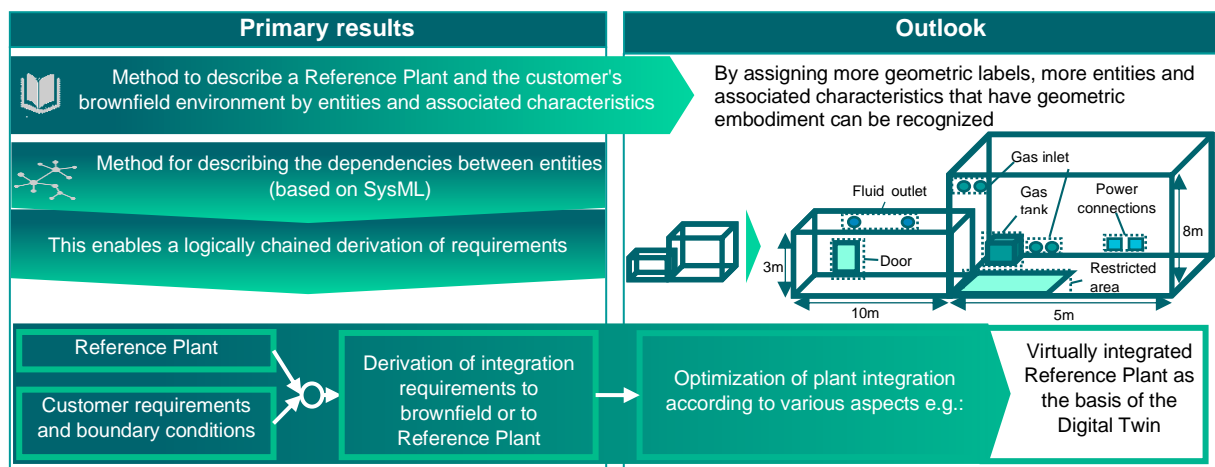 Primary results
Method to describe a Reference Plant and the customer's
brownfield environment by entities and associated characteristics
Method for describing the dependencies between entities
(based on SysML)
This enables a logically chained derivation of requirements
Outlook
By assigning more geometric labels, more entities and
associated characteristics that have geometric
embodiment can be recognized
Gas inlet
Fluid outlet
Gas
tank
Power
connections
8m
3m
Door
Restricted
area
10m
5m
Reference Plant
Customer requirements
and boundary conditions
Derivation of integration
requirements to
brownfield or to
Reference Plant
Optimization of plant integration
according to various aspects e.g.:
Virtually integrated
Reference Plant as
the basis of the
Digital Twin